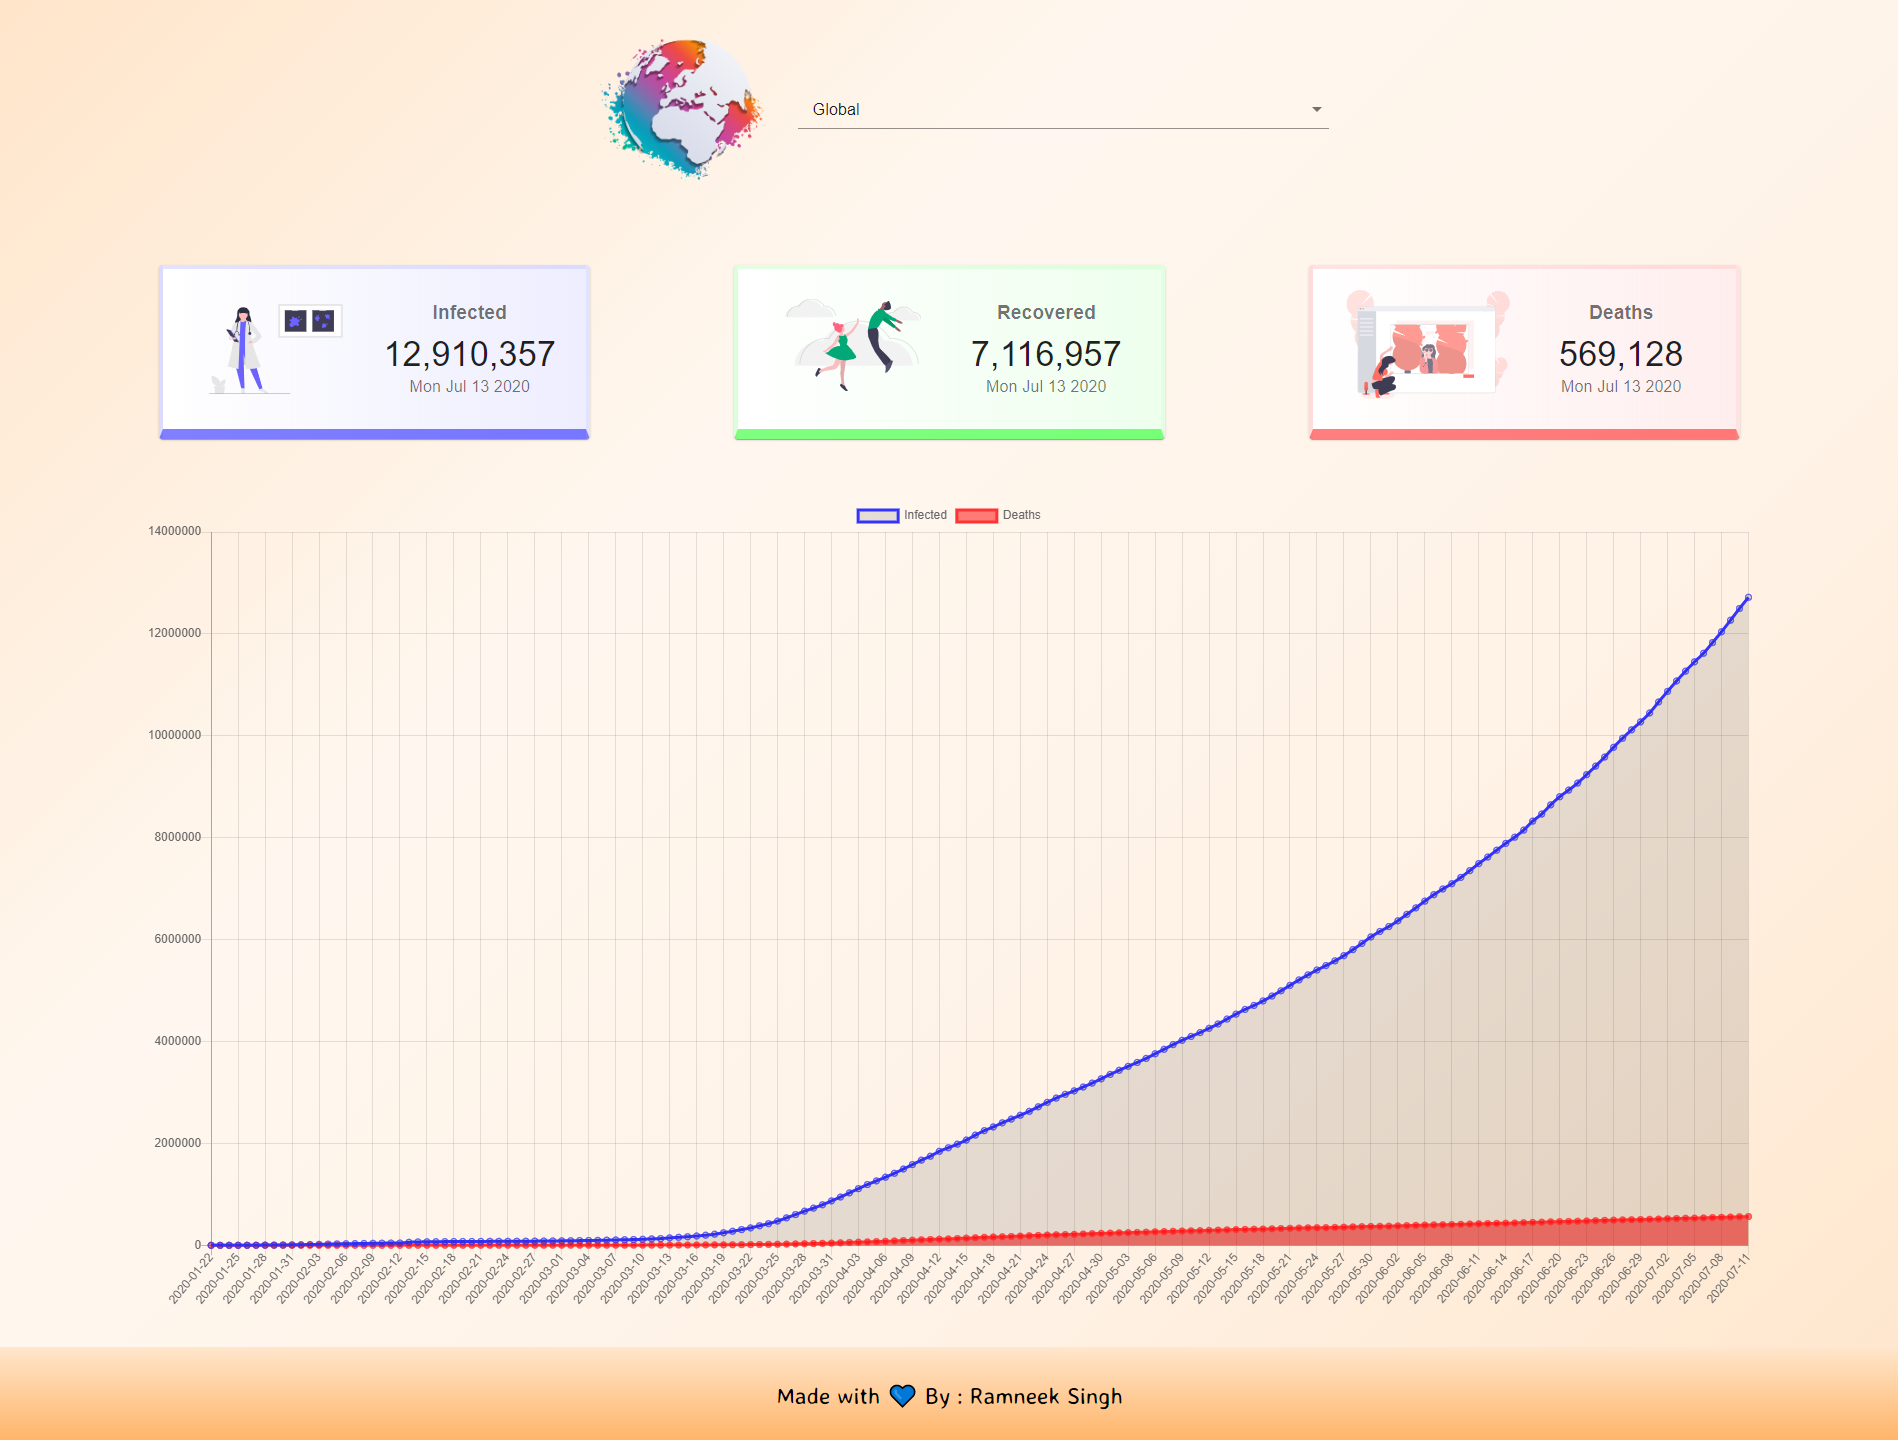 Global
Infected
12,910,357
Mon Jul 13 2020
Recovered
7,116,957
Mon Jul 13 2020
Deaths
569,128
Mon Jul 13 2020
Infected Deaths
14000000
12000000
10000000
8000000
6000000
4000000
2000000
0
2020-01-22 2020-01-25 2020-01-28 2020-01-31 2020-02-03 2020-02-06 2020-02-09 2020-02-12 2020-02-15 2020-02-18 2020-02-21 2020-02-24 2020-02-27 2020-03-01 2020-03-04 2020-03-07 2020-03-10 2020-03-13 2020-03-16 2020-03-19 2020-03-22 2020-03-25 2020-03-28 2020-03-31 2020-04-03 2020-04-06 2020-04-09 2020-04-12 2020-04-15 2020-04-18 2020-04-21 2020-04-24 2020-04-27 2020-04-30 2020-05-03 2020-05-06 2020-05-09 2020-05-12 2020-05-15 2020-05-18 2020-05-21 2020-05-24 2020-05-27 2020-05-30 2020-06-02 2020-06-05 2020-06-08 2020-06-11 2020-06-14 2020-06-17 2020-06-20 2020-06-23 2020-06-26 2020-06-29 2020-07-02 2020-07-05 2020-07-08 2020-07-11
Made with 💙 By : Ramneek Singh